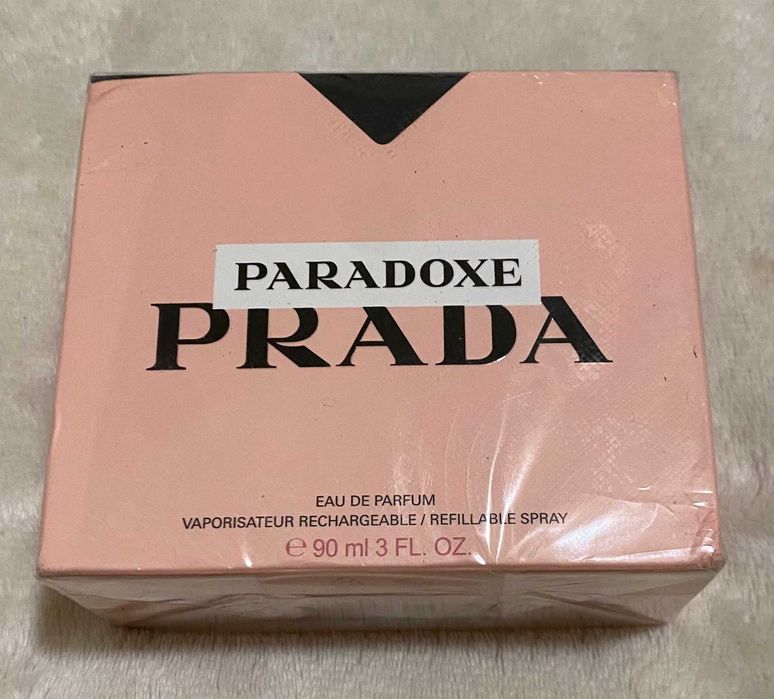 PARADOXE
PRADA
EAU DE PARFUM
VAPORISATEUR RECHARGEABLE / REFILLABLE SPRAY
℮ 90 ml 3 FL. OZ.